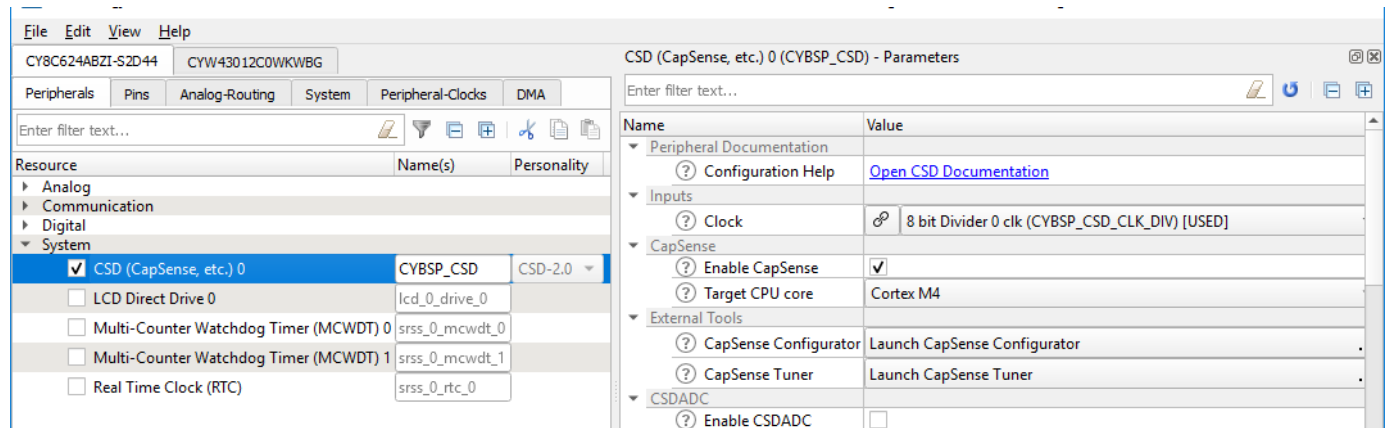 File Edit View Help
CY8C624ABZI-S2D44 CYW43012C0WKWBG
Peripherals Pins Analog-Routing System Peripheral-Clocks DMA
Enter filter text...
Resource Name(s) Personality
Analog
Communication
Digital
System
CSD (CapSense, etc.) 0 CYBSP_CSD CSD-2.0
LCD Direct Drive 0 lcd_0_drive_0
Multi-Counter Watchdog Timer (MCWDT) 0 srss_0_mcwdt_0
Multi-Counter Watchdog Timer (MCWDT) 1 srss_0_mcwdt_1
Real Time Clock (RTC) srss_0_rtc_0
CSD (CapSense, etc.) 0 (CYBSP_CSD) - Parameters
Enter filter text...
Name Value
Peripheral Documentation
? Configuration Help Open CSD Documentation
Inputs
? Clock 8 bit Divider 0 clk (CYBSP_CSD_CLK_DIV) [USED]
CapSense
? Enable CapSense
? Target CPU core Cortex M4
External Tools
? CapSense Configurator Launch CapSense Configurator
? CapSense Tuner Launch CapSense Tuner
CSDADC
? Enable CSDADC